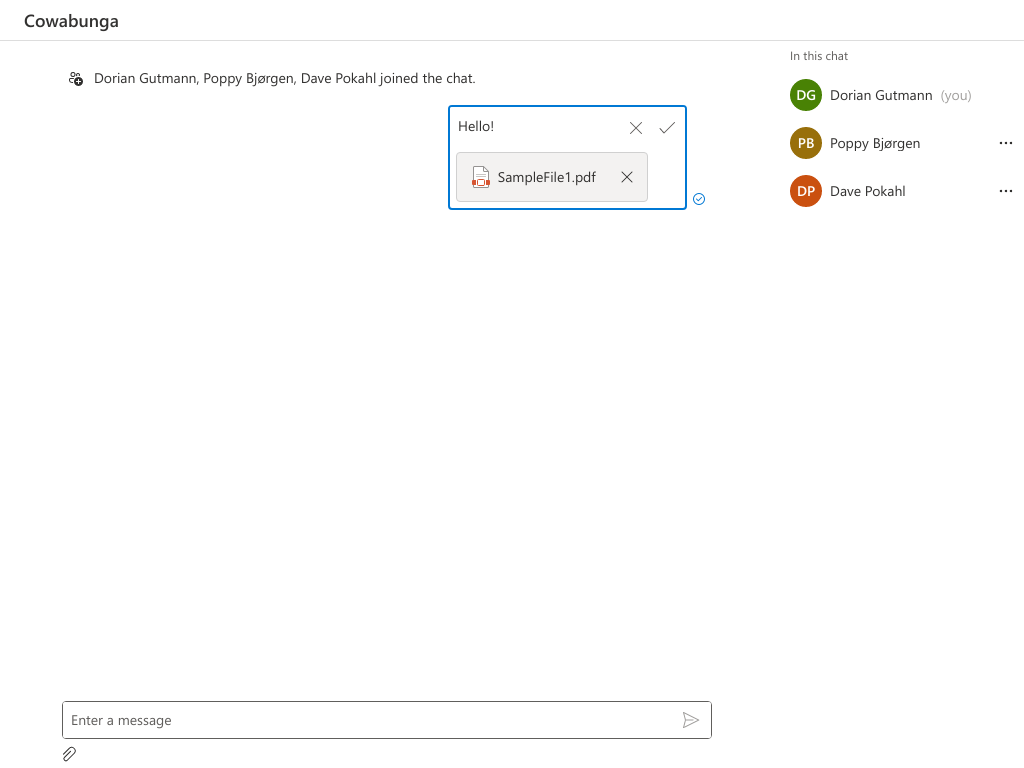 Cowabunga
In this chat
Dorian Gutmann, Poppy Bjørgen, Dave Pokahl joined the chat.
DG Dorian Gutmann (you)
Hello!
PB Poppy Bjørgen
SampleFile1.pdf
DP Dave Pokahl
Enter a message